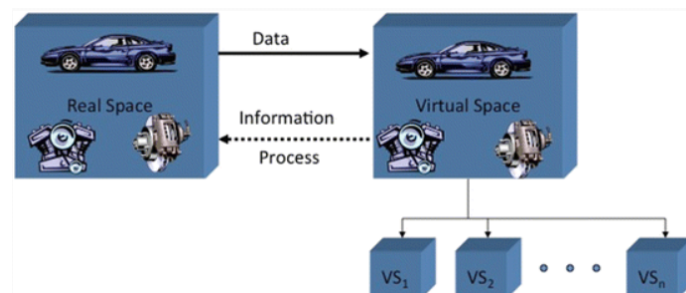 Data
Real Space
Virtual Space
Information
Process
VS₁
VS₂
VSₙ